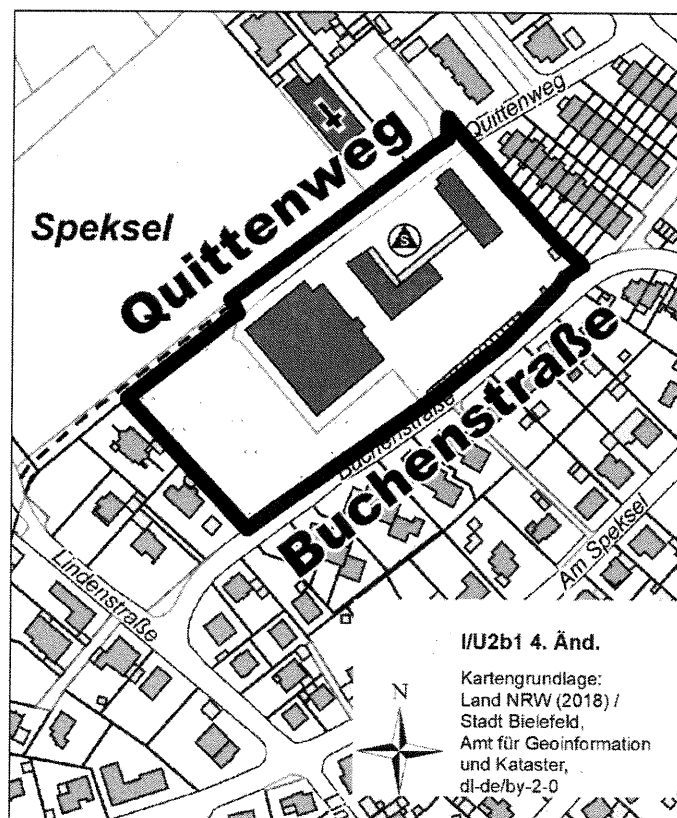 Quittenweg
Quittenweg
Speksel
S
Buchenstraße
Buchenstraße
Am Speksel
Lindenstraße
I/U2b1 4. Änd.
Kartengrundlage:
Land NRW (2018) /
Stadt Bielefeld,
Amt für Geoinformation
und Kataster,
dl-de/by-2-0
N